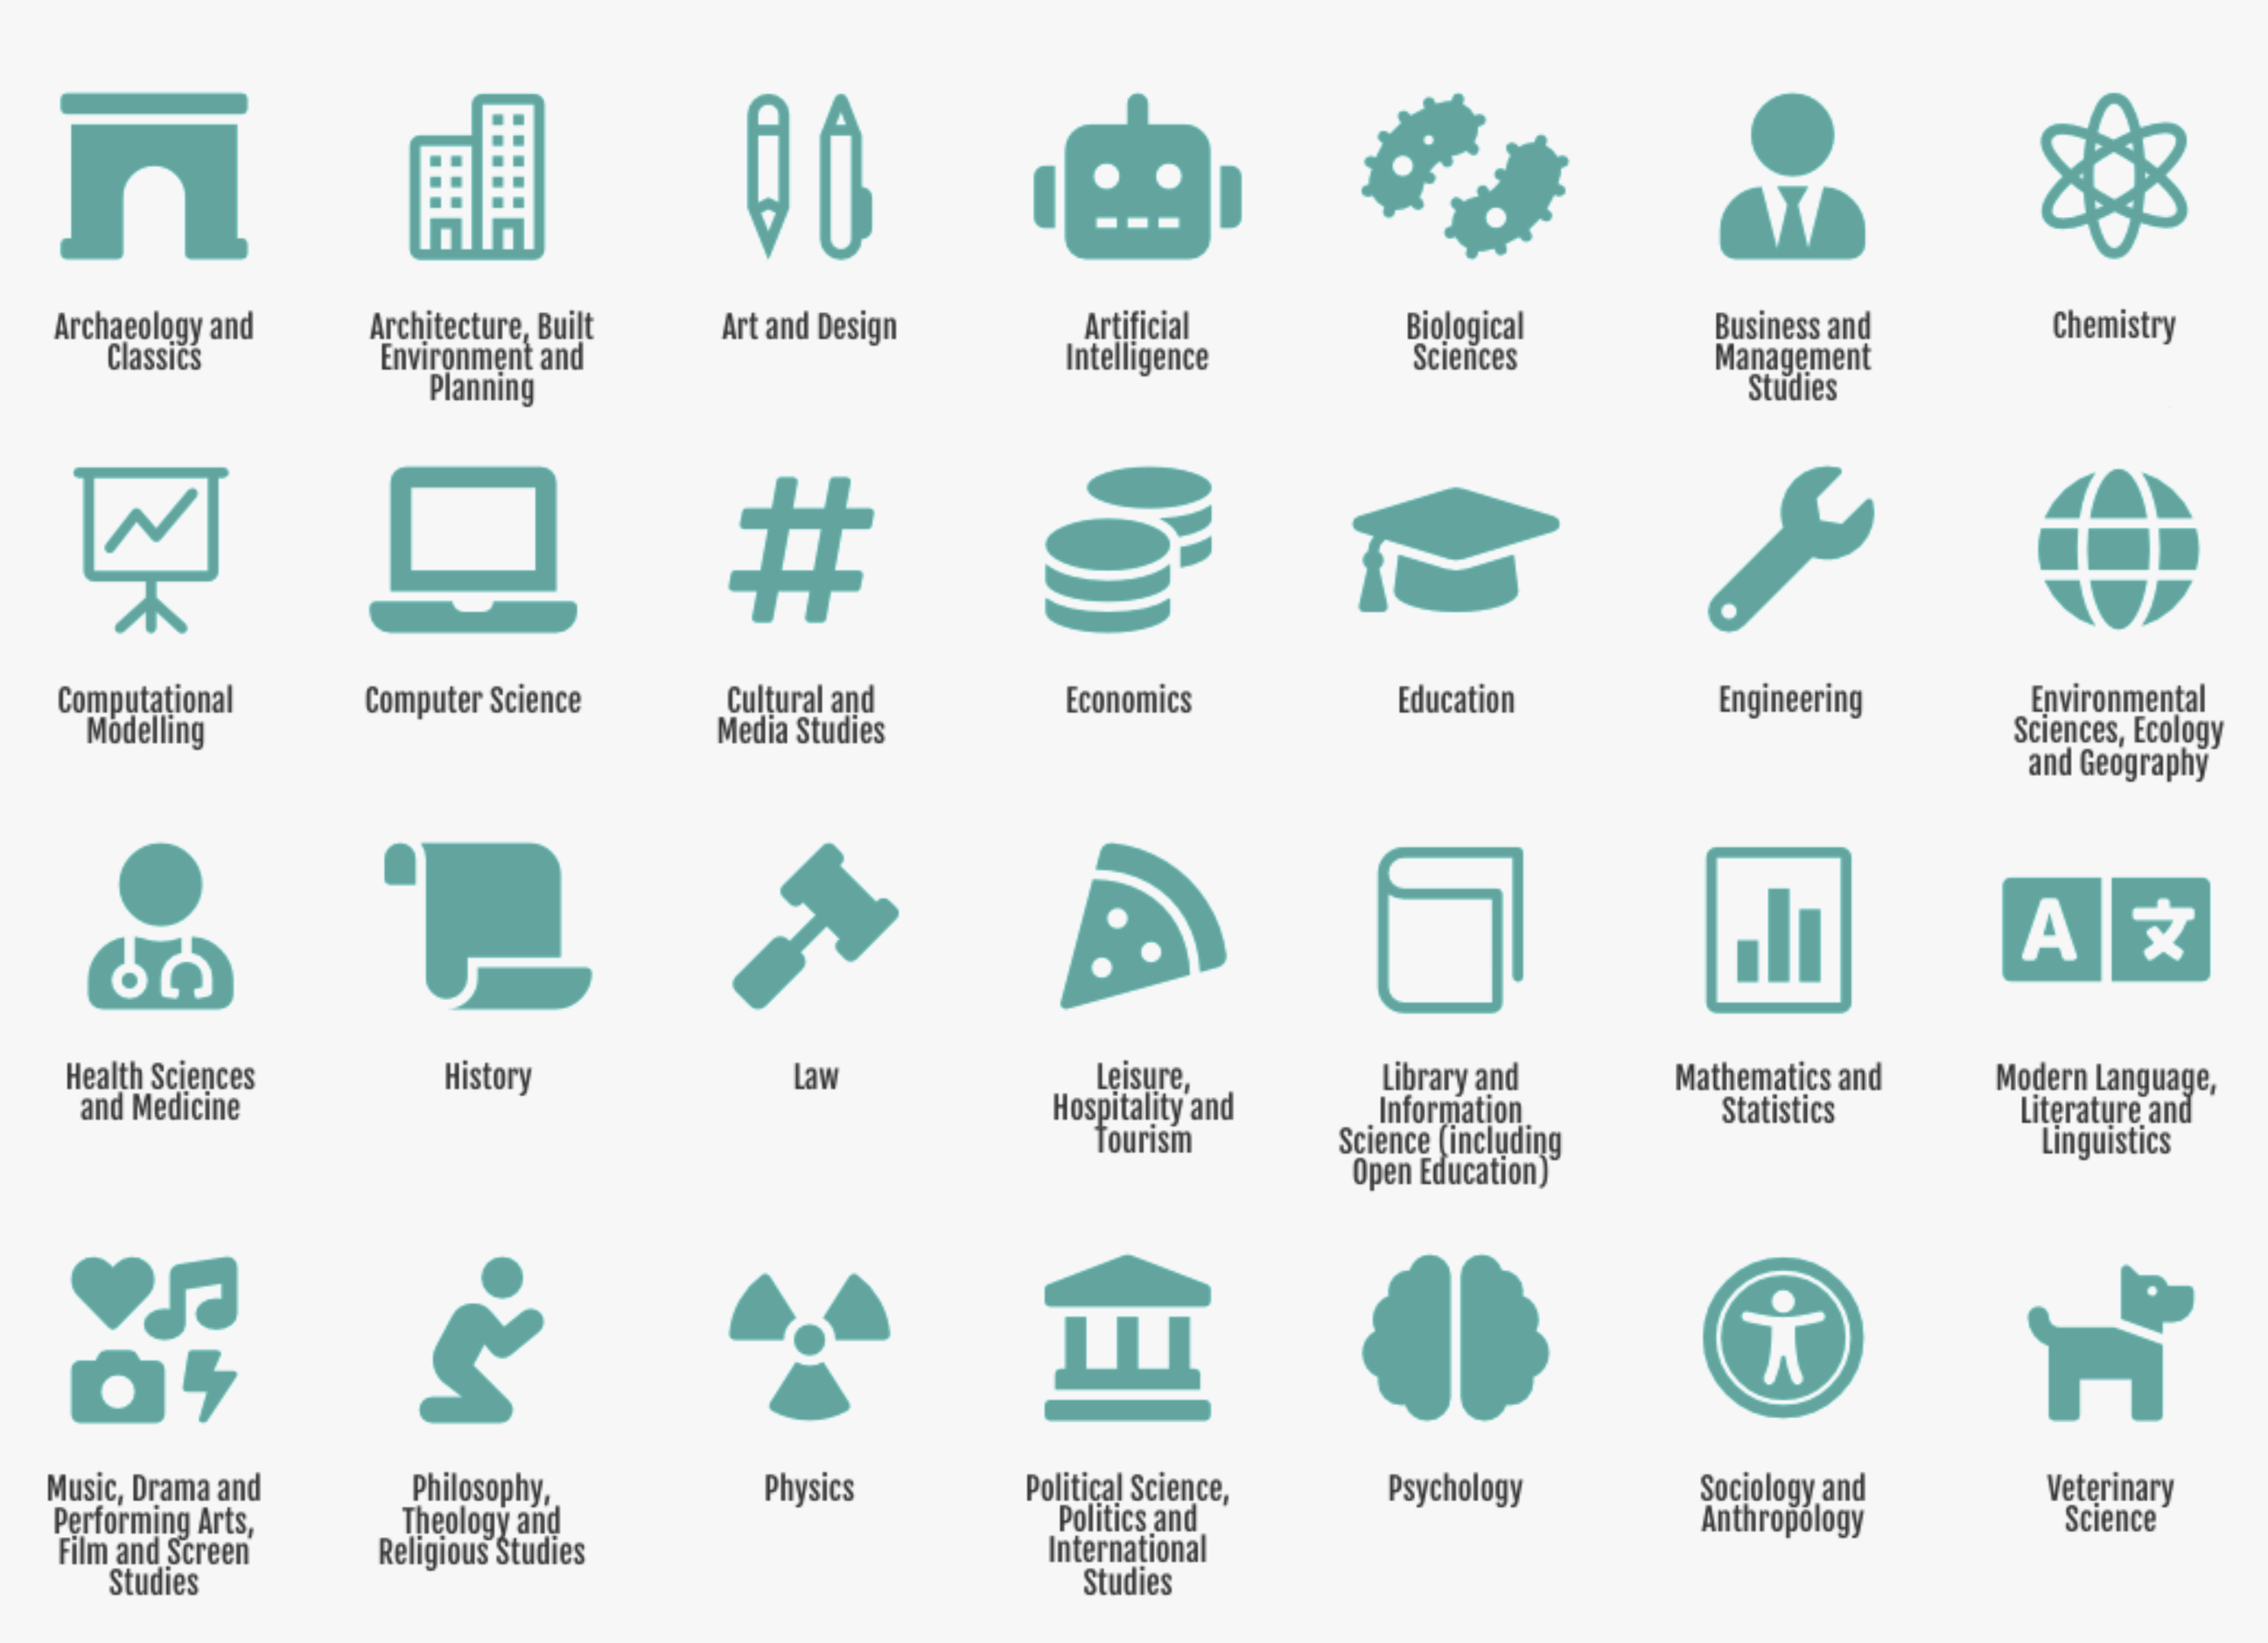 Archaeology and
Classics
Architecture, Built
Environment and
Planning
Art and Design
Artificial
Intelligence
Biological
Sciences
Business and
Management
Studies
Chemistry
Computational
Modelling
Computer Science
Cultural and
Media Studies
Economics
Education
Engineering
Environmental
Sciences, Ecology
and Geography
Health Sciences
and Medicine
History
Law
Leisure,
Hospitality and
Tourism
Library and
Information
Science (including
Open Education)
Mathematics and
Statistics
A 文
Modern Language,
Literature and
Linguistics
Music, Drama and
Performing Arts,
Film and Screen
Studies
Philosophy,
Theology and
Religious Studies
Physics
Political Science,
Politics and
International
Studies
Psychology
Sociology and
Anthropology
Veterinary
Science